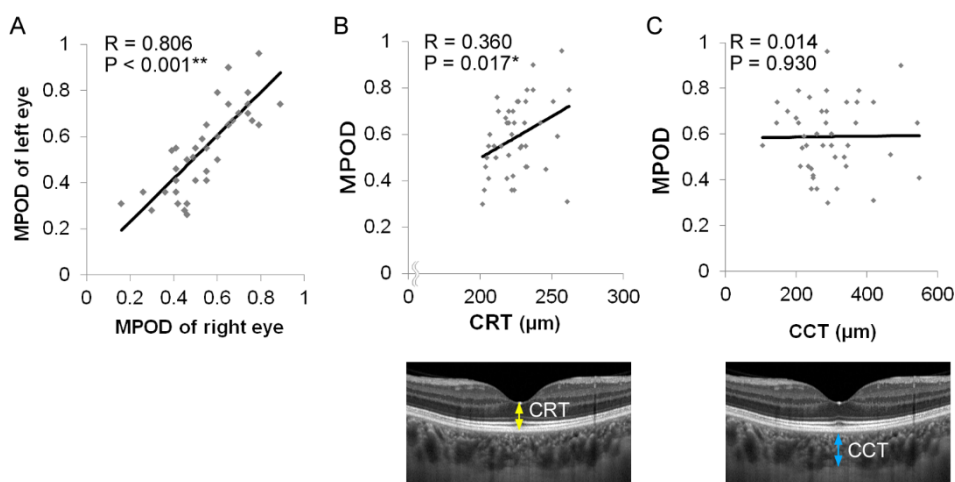 A
R = 0.806
P < 0.001**
MPOD of left eye
1
0.8
0.6
0.4
0.2
0
0 0.2 0.4 0.6 0.8 1
MPOD of right eye
B
R = 0.360
P = 0.017*
MPOD
1
0.8
0.6
0.4
0.2
0
0 200 250 300
CRT (µm)
CRT
C
R = 0.014
P = 0.930
MPOD
1
0.8
0.6
0.4
0.2
0
0 200 400 600
CCT (µm)
CCT